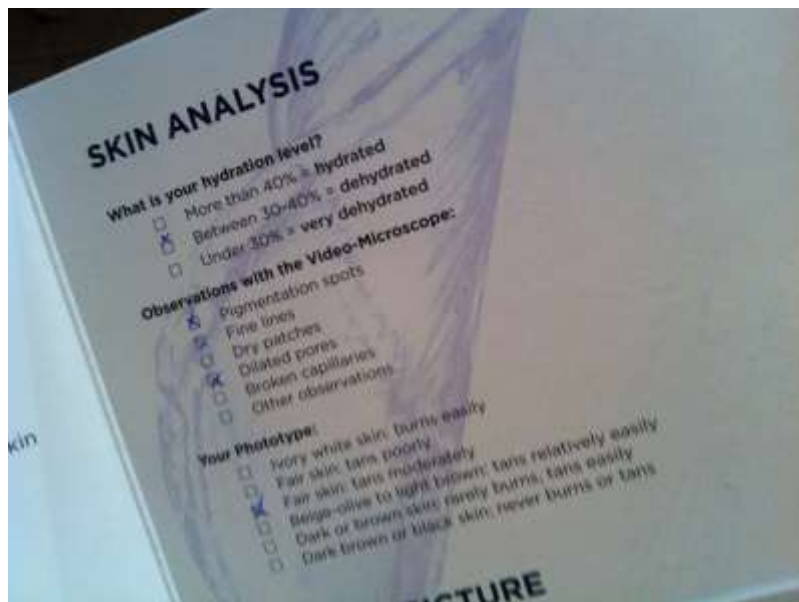 SKIN ANALYSIS
What is your hydration level?
More than 40% = hydrated
Between 30-40% = dehydrated
Under 30% = very dehydrated
Observations with the Video-Microscope:
Pigmentation spots
Fine lines
Dry patches
Dilated pores
Broken capillaries
Other observations
Your Phototype:
Ivory white skin: burns easily
Fair skin: tans poorly
Fair skin: tans moderately
Beige-olive to light brown: tans relatively easily
Dark or brown skin: rarely burns, tans easily
Dark brown or black skin: never burns or tans
kin